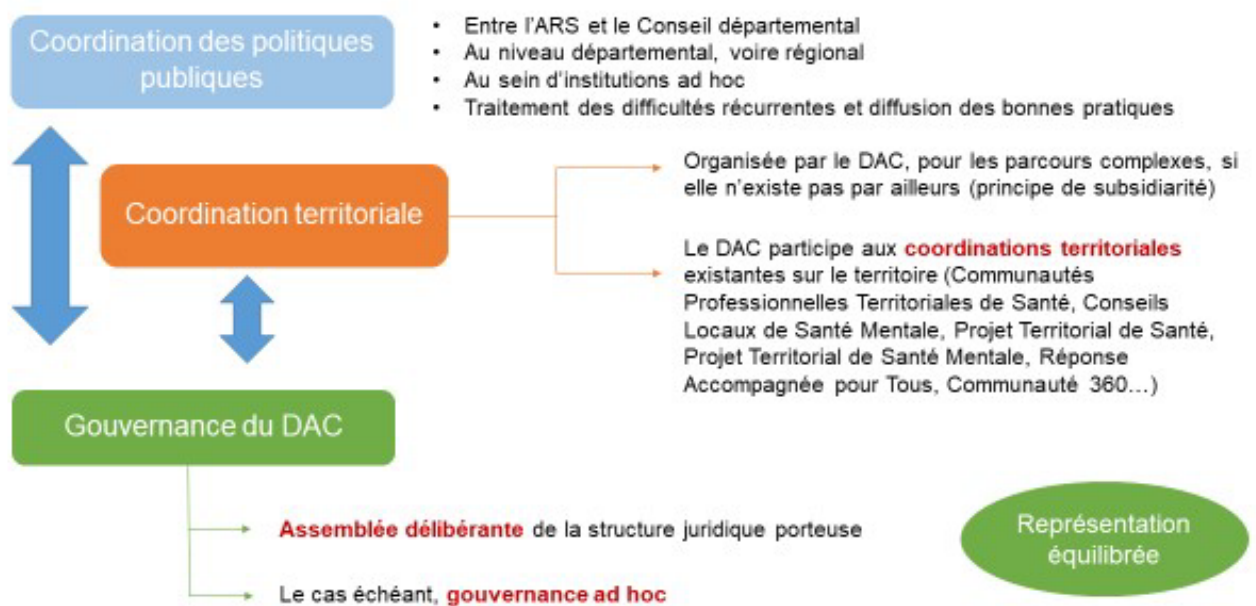 Coordination des politiques
publiques
• Entre l'ARS et le Conseil départemental
• Au niveau départemental, voire régional
• Au sein d'institutions ad hoc
• Traitement des difficultés récurrentes et diffusion des bonnes pratiques
Coordination territoriale
Organisée par le DAC, pour les parcours complexes, si
elle n'existe pas par ailleurs (principe de subsidiarité)
Le DAC participe aux coordinations territoriales
existantes sur le territoire (Communautés
Professionnelles Territoriales de Santé, Conseils
Locaux de Santé Mentale, Projet Territorial de Santé,
Projet Territorial de Santé Mentale, Réponse
Accompagnée pour Tous, Communauté 360…)
Gouvernance du DAC
Assemblée délibérante de la structure juridique porteuse
Le cas échéant, gouvernance ad hoc
Représentation
équilibrée